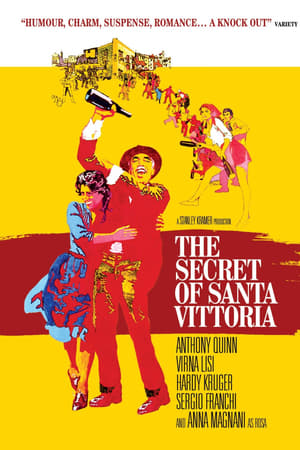 "HUMOUR, CHARM, SUSPENSE, ROMANCE... A KNOCK OUT" VARIETY
A STANLEY KRAMER PRODUCTION
THE
SECRET
OF SANTA
VITTORIA
ANTHONY QUINN
VIRNA LISI
HARDY KRUGER
SERGIO FRANCHI
AND ANNA MAGNANI AS ROSA